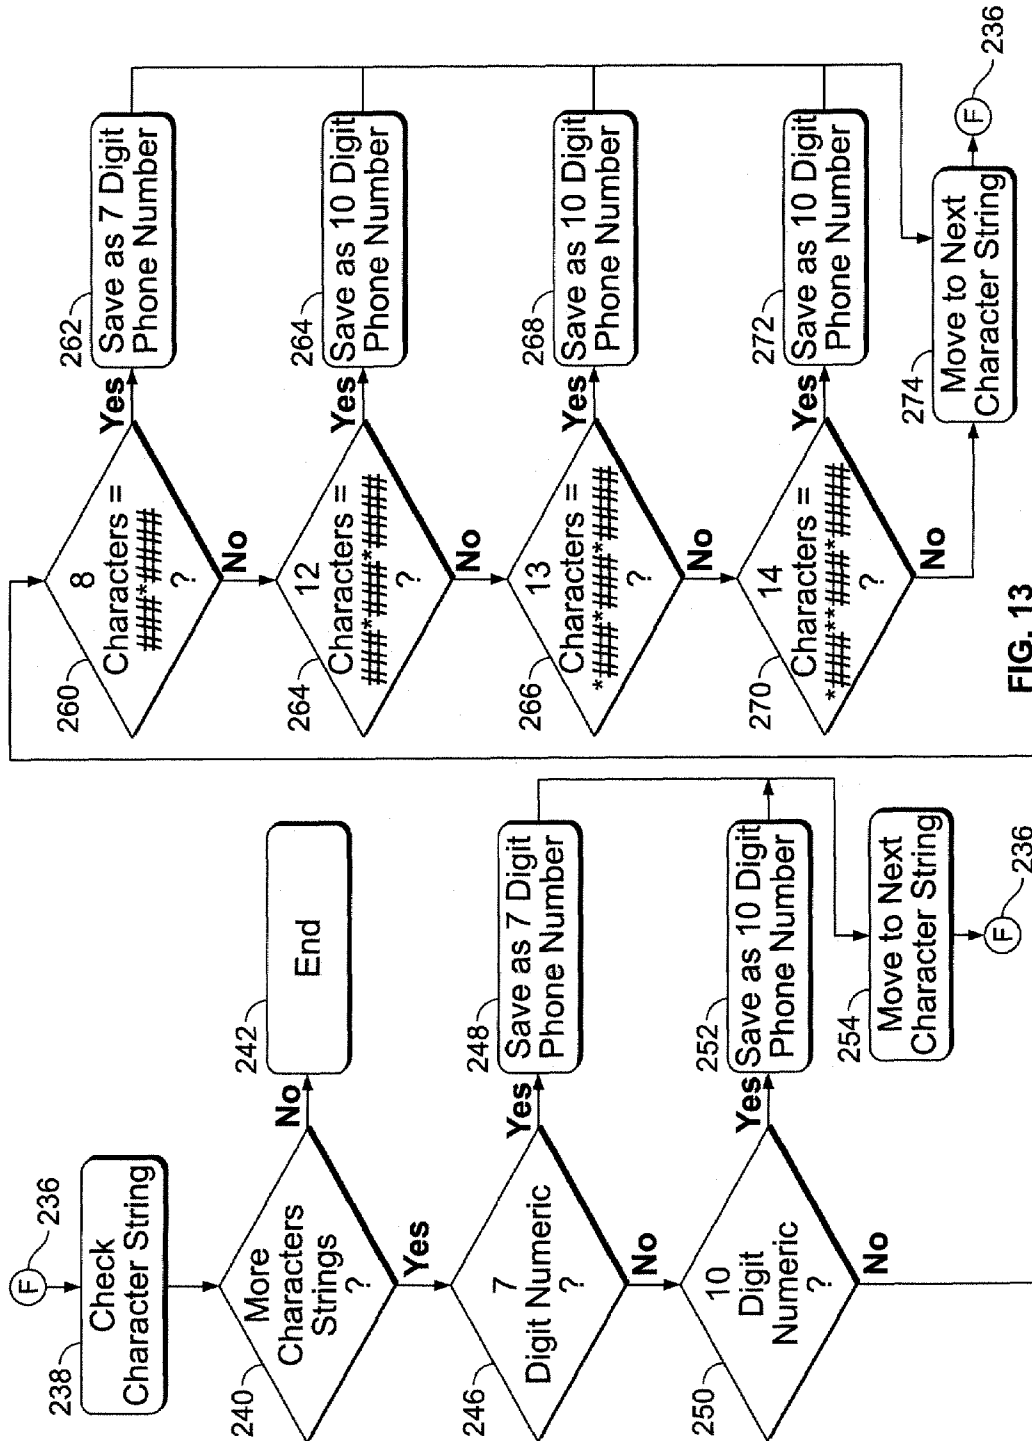 F
236
238
Check
Character String
240
More
Characters
Strings
?
No
242
End
Yes
246
7
Digit Numeric
?
Yes
248
Save as 7 Digit
Phone Number
No
250
10
Digit
Numeric
?
Yes
252
Save as 10 Digit
Phone Number
254
Move to Next
Character String
F
236
No
260
8
Characters =
###*####
?
Yes
262
Save as 7 Digit
Phone Number
No
264
12
Characters =
###*###*####
?
Yes
264
Save as 10 Digit
Phone Number
No
266
13
Characters =
*###*###*####
?
Yes
268
Save as 10 Digit
Phone Number
No
270
14
Characters =
*###**###*####
?
Yes
272
Save as 10 Digit
Phone Number
No
274
Move to Next
Character String
F
236
FIG. 13